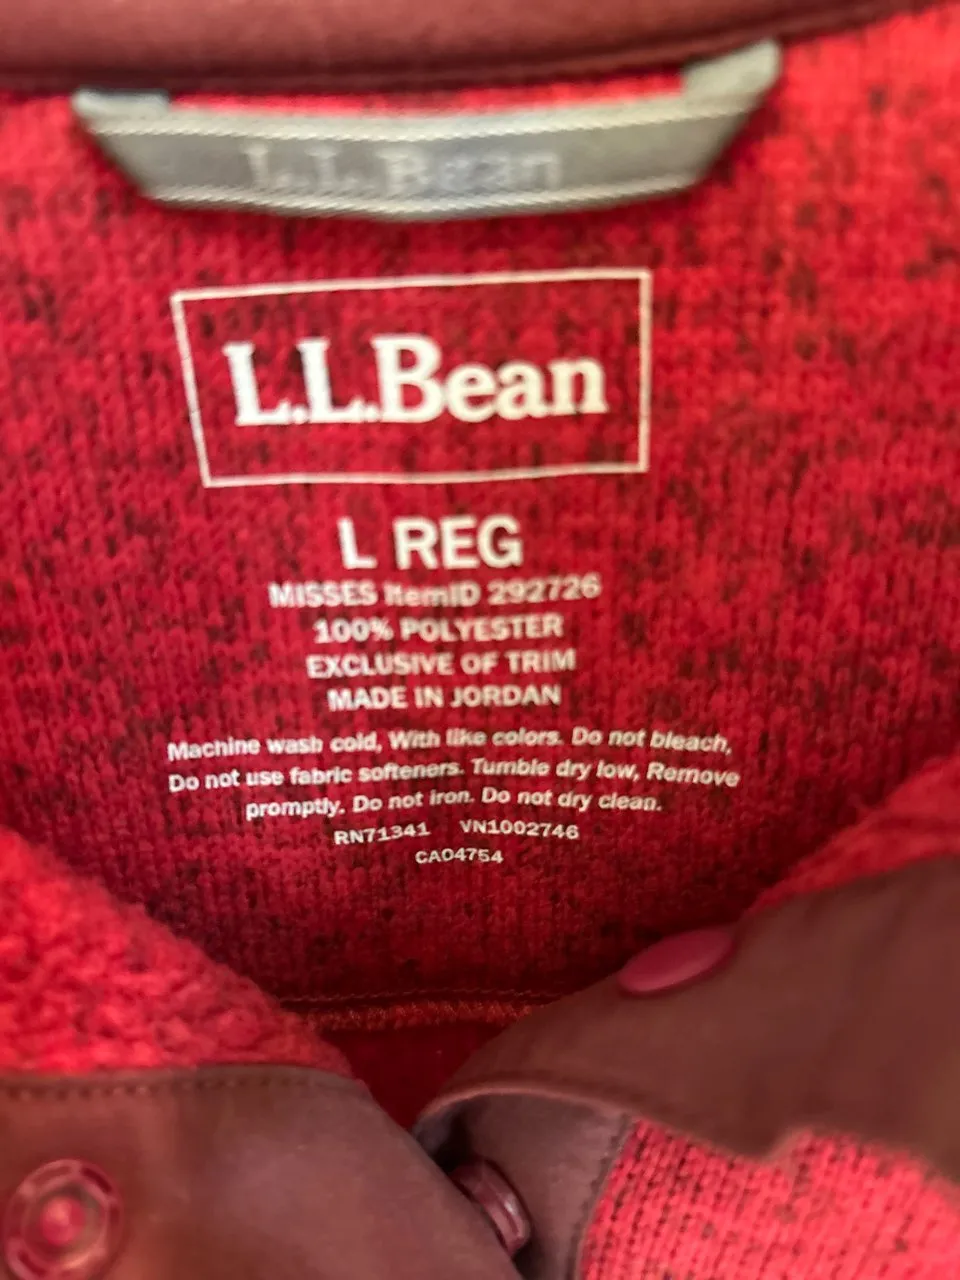 L.L.Bean
L.L.Bean
L REG
MISSES ItemID 292726
100% POLYESTER
EXCLUSIVE OF TRIM
MADE IN JORDAN
Machine wash cold, With like colors. Do not bleach,
Do not use fabric softeners. Tumble dry low, Remove
promptly. Do not iron. Do not dry clean.
RN71341 VN1002746
CA04754